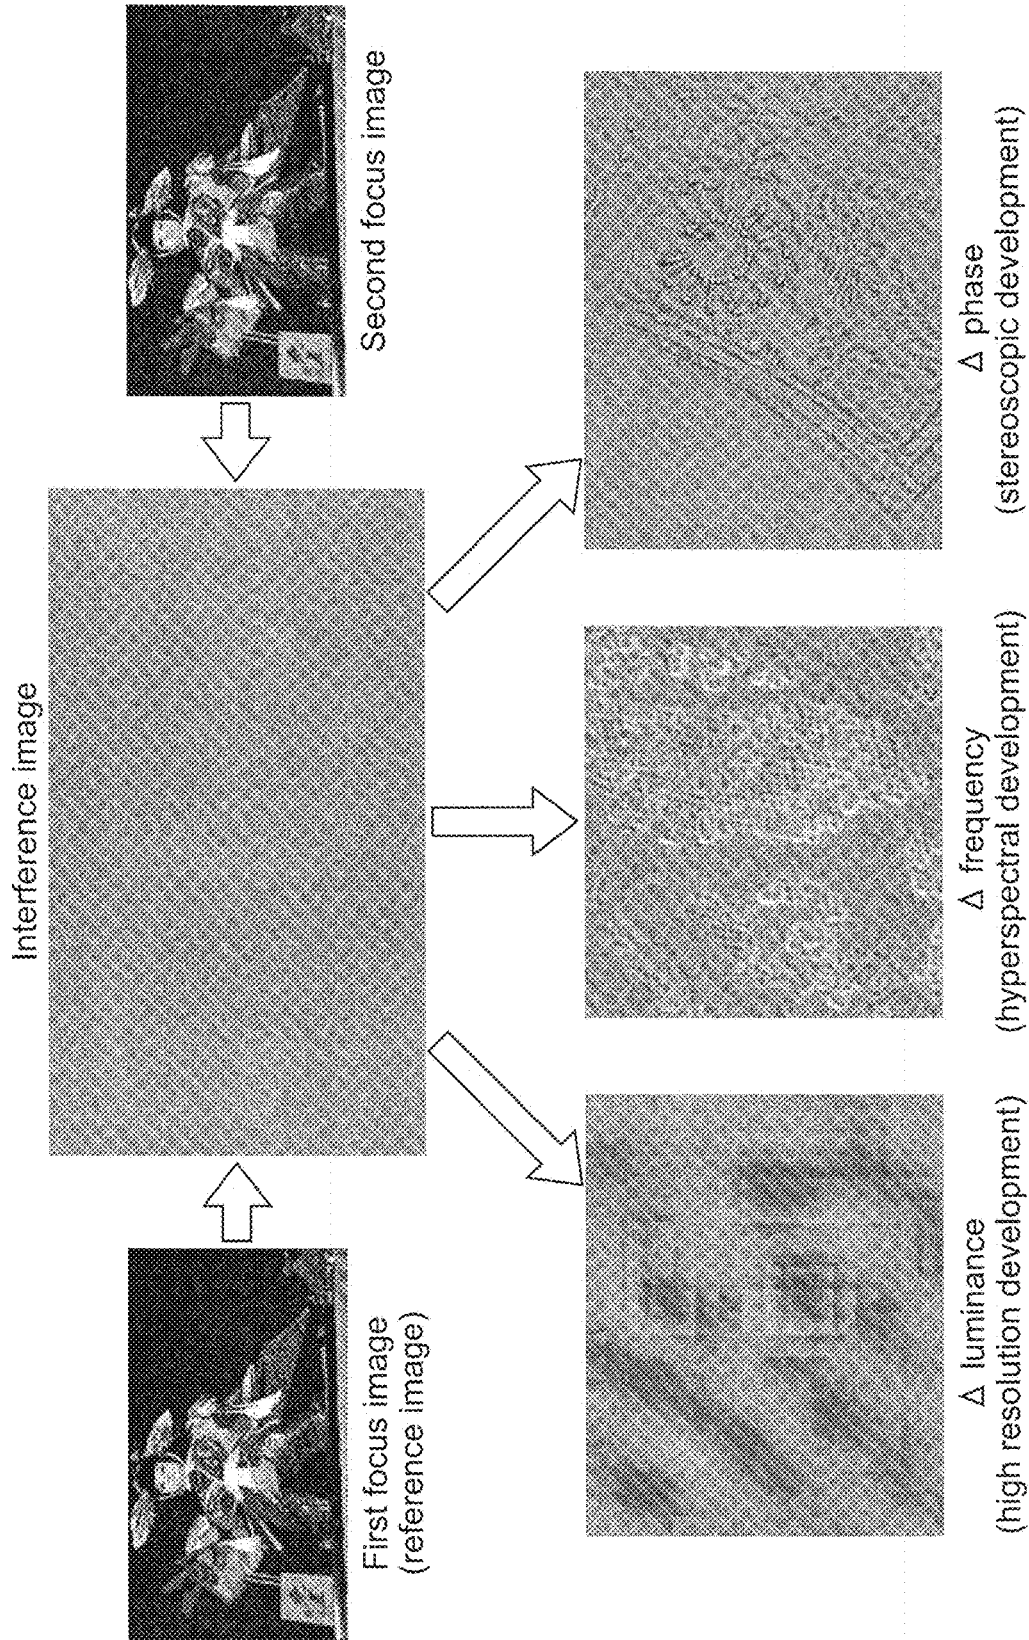 Interference image
First focus image
(reference image)
Second focus image
Δ luminance
(high resolution development)
Δ frequency
(hyperspectral development)
Δ phase
(stereoscopic development)